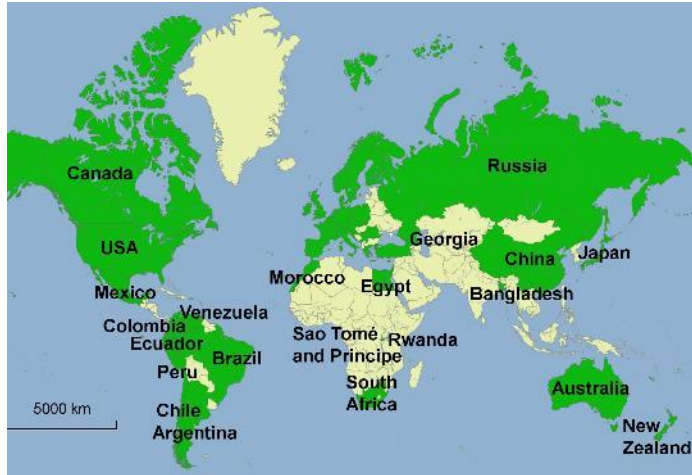 Canada
Russia
USA
Georgia
China
Japan
Morocco
Egypt
Mexico
Bangladesh
Venezuela
Colombia
Ecuador
Sao Tomé
and Principe
Rwanda
Brazil
Peru
South
Africa
Australia
5000 km
Chile
Argentina
New
Zealand